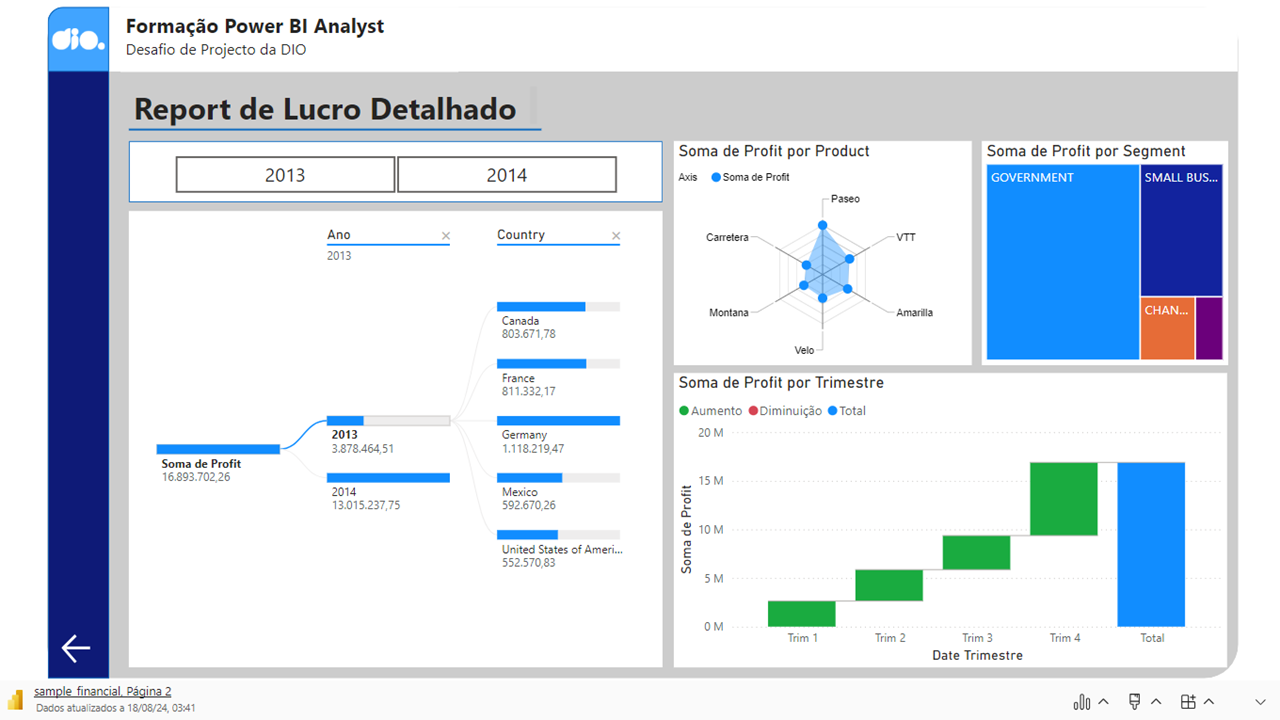 dio.
Formação Power BI Analyst
Desafio de Projecto da DIO
Report de Lucro Detalhado
2013
2014
Ano
Country
2013
Soma de Profit
16.893.702,26
2013
3.878.464,51
2014
13.015.237,75
Canada
803.671,78
France
811.332,17
Germany
1.118.219,47
Mexico
592.670,26
United States of Ameri...
552.570,83
Soma de Profit por Product
Axis
Soma de Profit
Paseo
VTT
Amarilla
Velo
Montana
Carretera
Soma de Profit por Segment
GOVERNMENT
SMALL BUS...
CHAN...
Soma de Profit por Trimestre
Aumento
Diminuição
Total
Soma de Profit
20 M
15 M
10 M
5 M
0 M
Trim 1
Trim 2
Trim 3
Trim 4
Total
Date Trimestre
sample_financial, Página 2
Dados atualizados a 18/08/24, 03:41